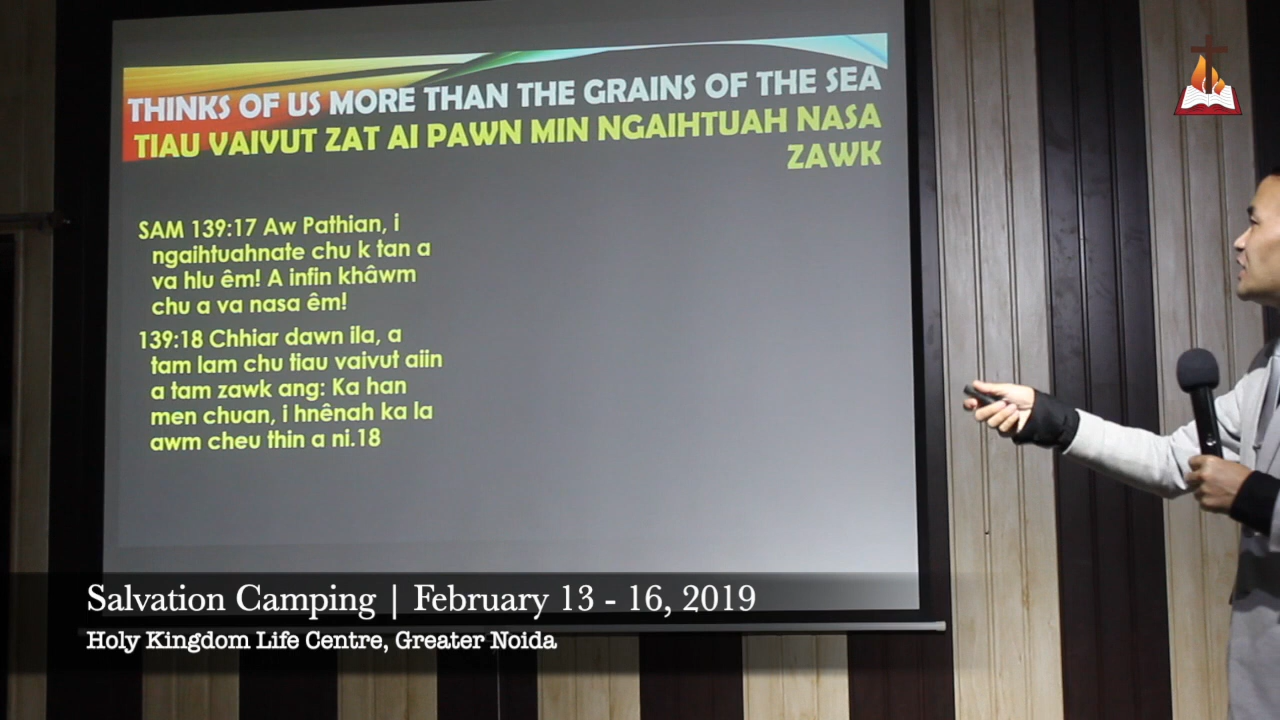 THINKS OF US MORE THAN THE GRAINS OF THE SEA
TIAU VAIVUT ZAT AI PAWN MIN NGAIHTUAH NASA
ZAWK
SAM 139:17 Aw Pathian, i
ngaihtuahnate chu k tan a
va hlu êm! A infin khâwm
chu a va nasa êm!
139:18 Chhiar dawn ila, a
tam lam chu tiau vaivut aiin
a tam zawk ang: Ka han
men chuan, i hnênah ka la
awm cheu thin a ni.18
Salvation Camping | February 13 - 16, 2019
Holy Kingdom Life Centre, Greater Noida